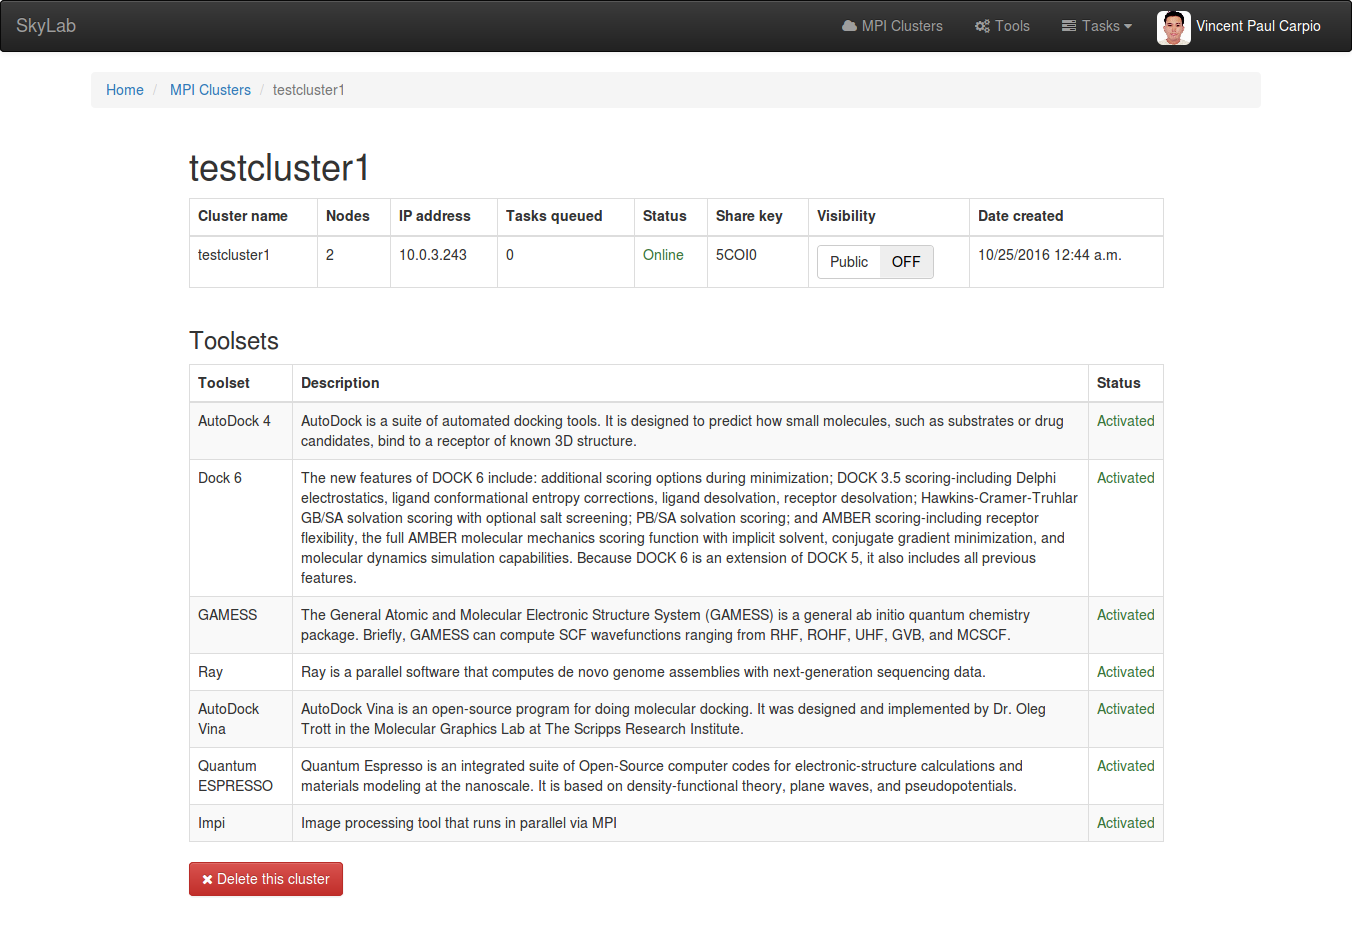 SkyLab
MPI Clusters
Tools
Tasks
Vincent Paul Carpio
Home / MPI Clusters / testcluster1
testcluster1
Cluster name Nodes IP address Tasks queued Status Share key Visibility Date created
testcluster1 2 10.0.3.243 0 Online 5COI0 Public OFF 10/25/2016 12:44 a.m.
Toolsets
Toolset Description Status
AutoDock 4 AutoDock is a suite of automated docking tools. It is designed to predict how small molecules, such as substrates or drug Activated
candidates, bind to a receptor of known 3D structure.
Dock 6 The new features of DOCK 6 include: additional scoring options during minimization; DOCK 3.5 scoring-including Delphi Activated
electrostatics, ligand conformational entropy corrections, ligand desolvation, receptor desolvation; Hawkins-Cramer-Truhlar
GB/SA solvation scoring with optional salt screening; PB/SA solvation scoring; and AMBER scoring-including receptor
flexibility, the full AMBER molecular mechanics scoring function with implicit solvent, conjugate gradient minimization, and
molecular dynamics simulation capabilities. Because DOCK 6 is an extension of DOCK 5, it also includes all previous
features.
GAMESS The General Atomic and Molecular Electronic Structure System (GAMESS) is a general ab initio quantum chemistry Activated
package. Briefly, GAMESS can compute SCF wavefunctions ranging from RHF, ROHF, UHF, GVB, and MCSCF.
Ray Ray is a parallel software that computes de novo genome assemblies with next-generation sequencing data. Activated
AutoDock AutoDock Vina is an open-source program for doing molecular docking. It was designed and implemented by Dr. Oleg Activated
Vina Trott in the Molecular Graphics Lab at The Scripps Research Institute.
Quantum Quantum Espresso is an integrated suite of Open-Source computer codes for electronic-structure calculations and Activated
ESPRESSO materials modeling at the nanoscale. It is based on density-functional theory, plane waves, and pseudopotentials.
Impi Image processing tool that runs in parallel via MPI Activated
Delete this cluster